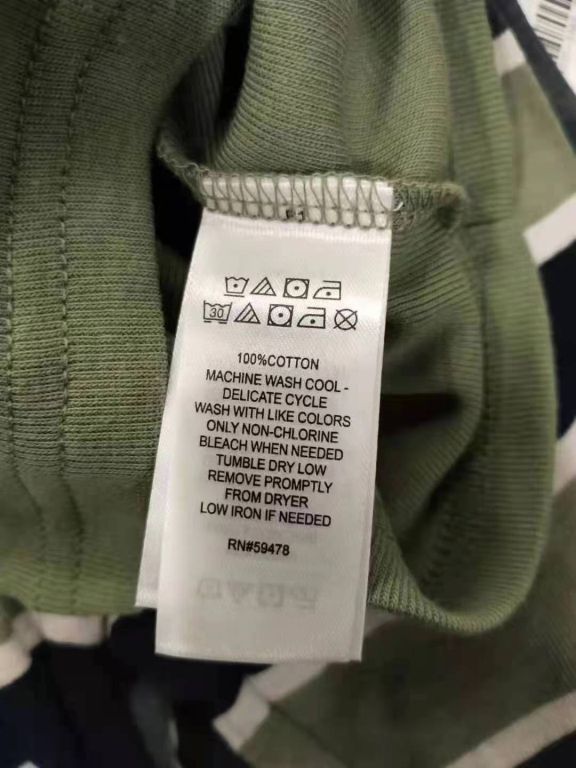 30
100%COTTON
MACHINE WASH COOL -
DELICATE CYCLE
WASH WITH LIKE COLORS
ONLY NON-CHLORINE
BLEACH WHEN NEEDED
TUMBLE DRY LOW
REMOVE PROMPTLY
FROM DRYER
LOW IRON IF NEEDED
RN#59478